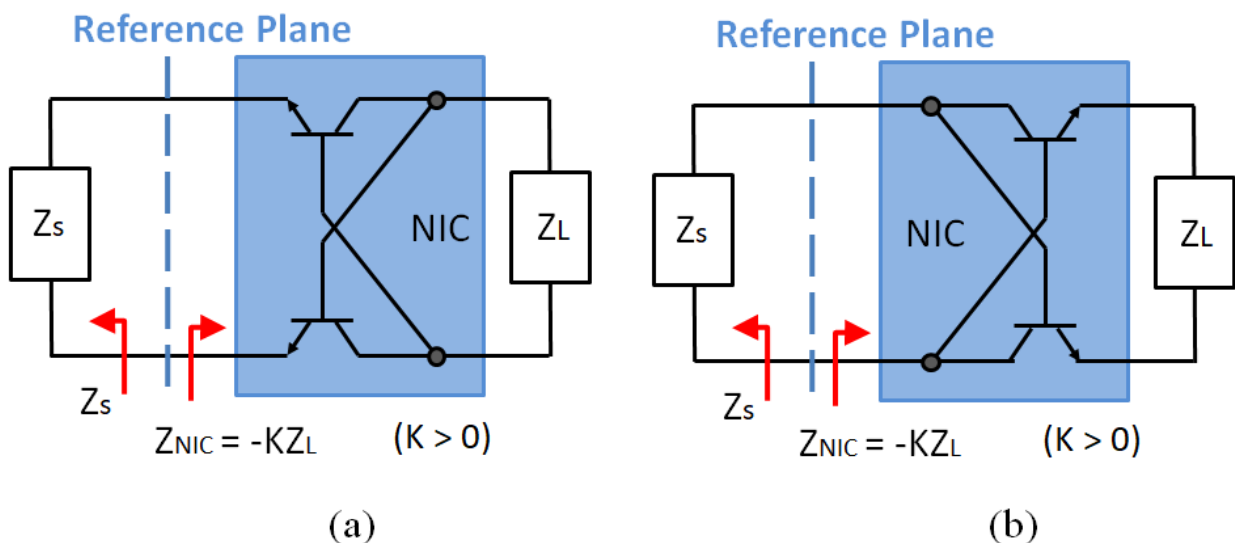 Reference Plane
Zs
NIC
ZL
Zs
ZNIC = -KZL (K > 0)
(a)
Reference Plane
Zs
NIC
ZL
Zs
ZNIC = -KZL (K > 0)
(b)